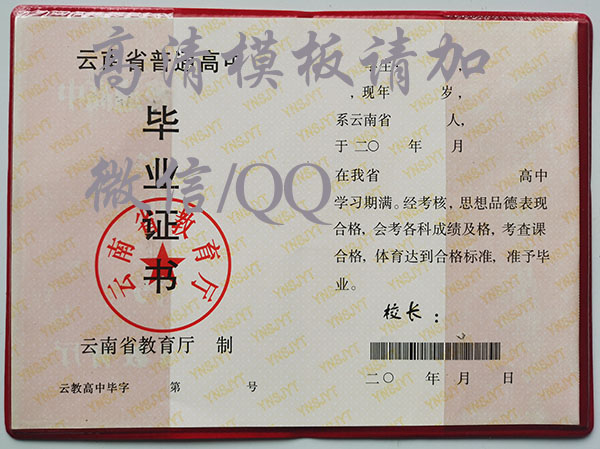 云南省普通高中
毕
业
证
书
云南省教育厅
云南省教育厅 制
云教高中毕字 第 号
,
,现年 岁,
系云南省 人,
于二〇 年 月
在我省 高中
学习期满。经考核，思想品德表现
合格，会考各科成绩及格，考查课
合格，体育达到合格标准，准予毕
业。
校长：
二〇 年 月 日
高清模板请加
微信/QQ
YNSJYT